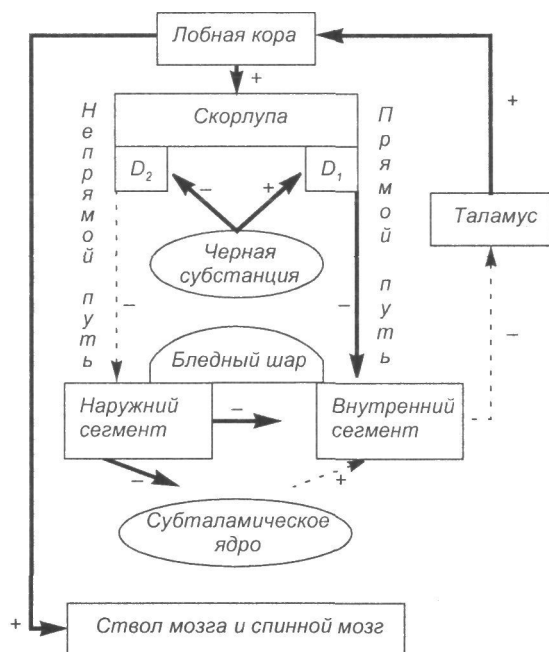 Лобная кора
+
Скорлупа
D2
D1
Непрямой путь
Прямой путь
–
+
+
Черная
субстанция
Таламус
–
–
–
Бледный шар
Наружний
сегмент
–
Внутренний
сегмент
–
+
Субталамическое
ядро
+
Ствол мозга и спинной мозг